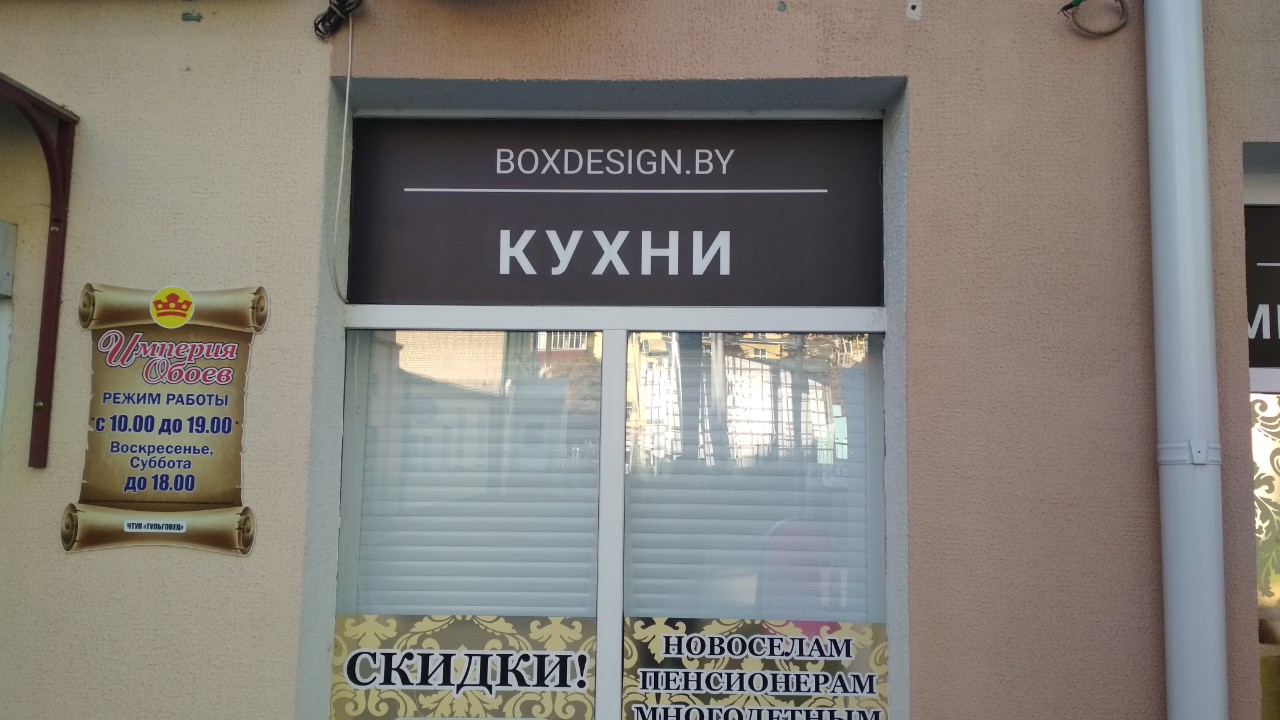 BOXDESIGN.BY
КУХНИ
Империя
Обоев
РЕЖИМ РАБОТЫ
с 10.00 до 19.00
Воскресенье,
Суббота
до 18.00
ЧТУП «ТУЛЬГОВЕЦ»
СКИДКИ!
НОВОСЕЛАМ
ПЕНСИОНЕРАМ
МНОГОДЕТНЫМ